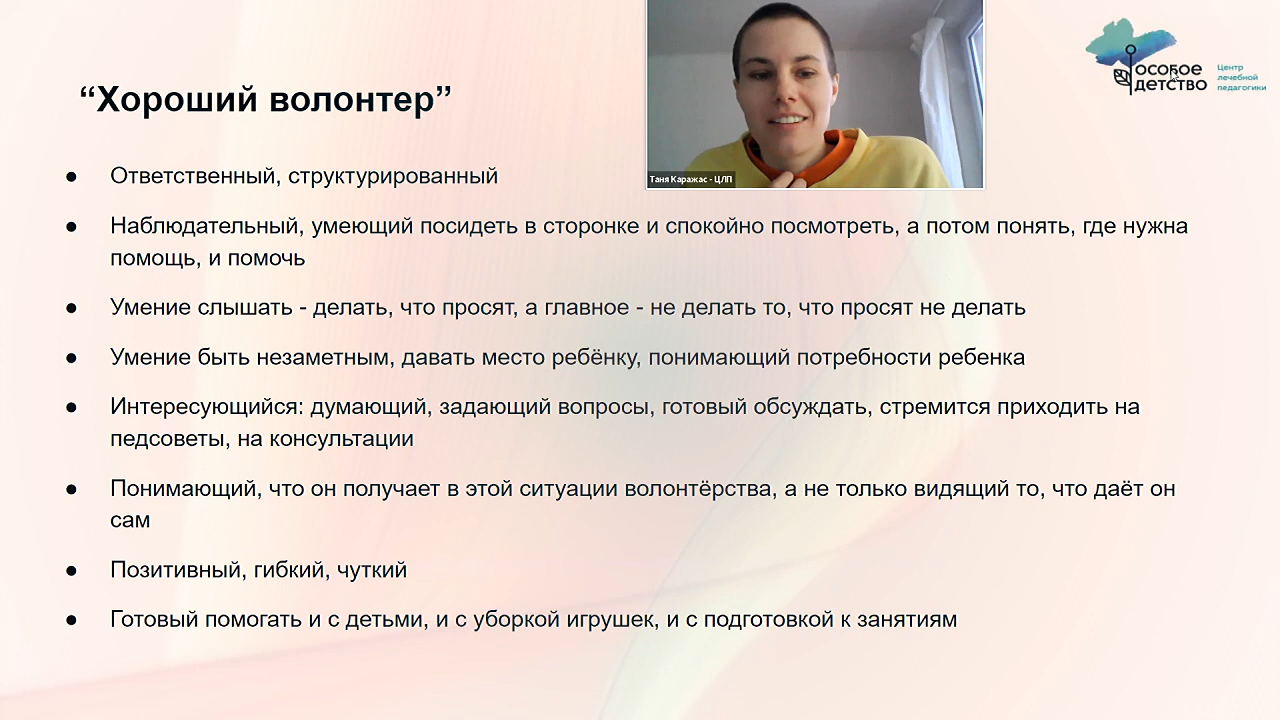 “Хороший волонтер”
особое
детство
Центр
лечебной
педагогики
Таня Каражас - ЦЛП
● Ответственный, структурированный
● Наблюдательный, умеющий посидеть в сторонке и спокойно посмотреть, а потом понять, где нужна
помощь, и помочь
● Умение слышать - делать, что просят, а главное - не делать то, что просят не делать
● Умение быть незаметным, давать место ребёнку, понимающий потребности ребенка
● Интересующийся: думающий, задающий вопросы, готовый обсуждать, стремится приходить на
педсоветы, на консультации
● Понимающий, что он получает в этой ситуации волонтёрства, а не только видящий то, что даёт он
сам
● Позитивный, гибкий, чуткий
● Готовый помогать и с детьми, и с уборкой игрушек, и с подготовкой к занятиям